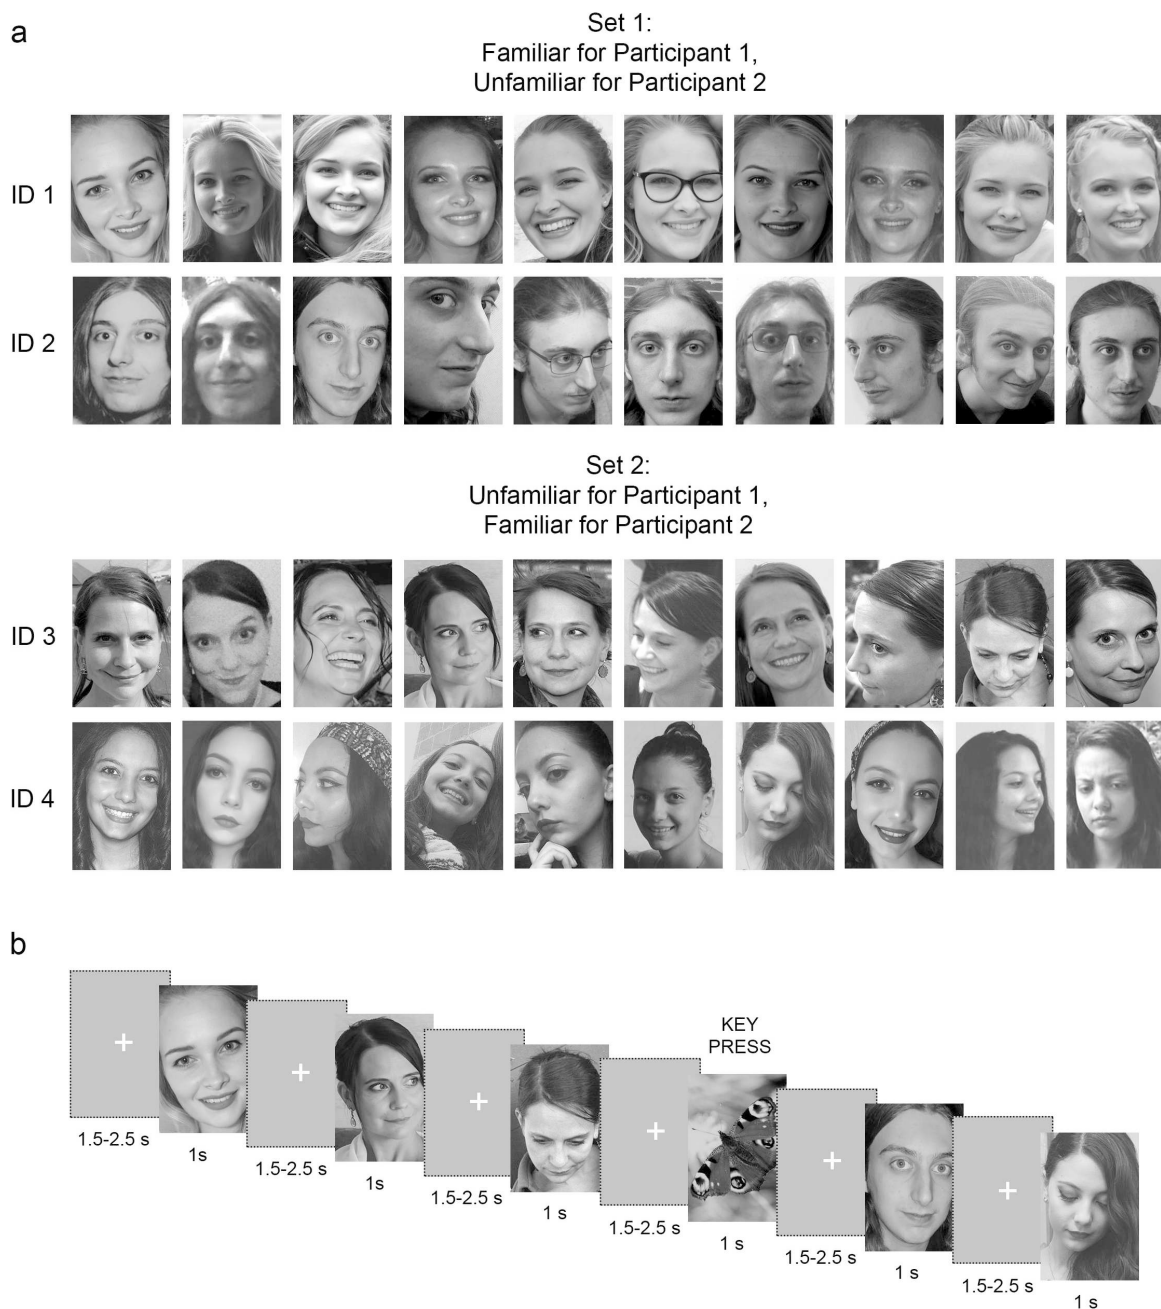 a
Set 1:
Familiar for Participant 1,
Unfamiliar for Participant 2
ID 1
ID 2
Set 2:
Unfamiliar for Participant 1,
Familiar for Participant 2
ID 3
ID 4
b
KEY
PRESS
1.5-2.5 s
1s
1.5-2.5 s
1s
1.5-2.5 s
1 s
1.5-2.5 s
1 s
1.5-2.5 s
1 s
1.5-2.5 s
1 s